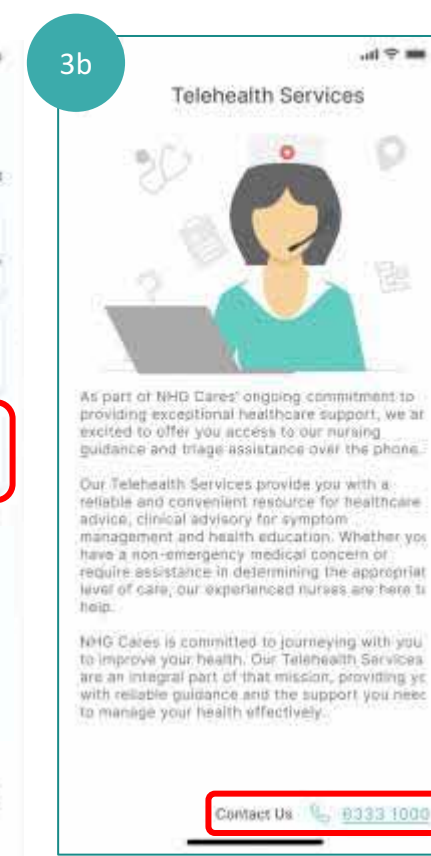 3b
Telehealth Services
As part of NHG Cares' ongoing commitment to
providing exceptional healthcare support, we ar
excited to offer you access to our nursing
guidance and triage assistance over the phone.
Our Telehealth Services provide you with a
reliable and convenient resource for healthcare
advice, clinical advisory for symptom
management and health education. Whether you
have a non-emergency medical concern or
require assistance in determining the appropriat
level of care, our experienced nurses are here to
help.
NHG Cares is committed to journeying with you
to improve your health. Our Telehealth Services
are an integral part of that mission, providing yo
with reliable guidance and the support you need
to manage your health effectively.
Contact Us 6333 1000